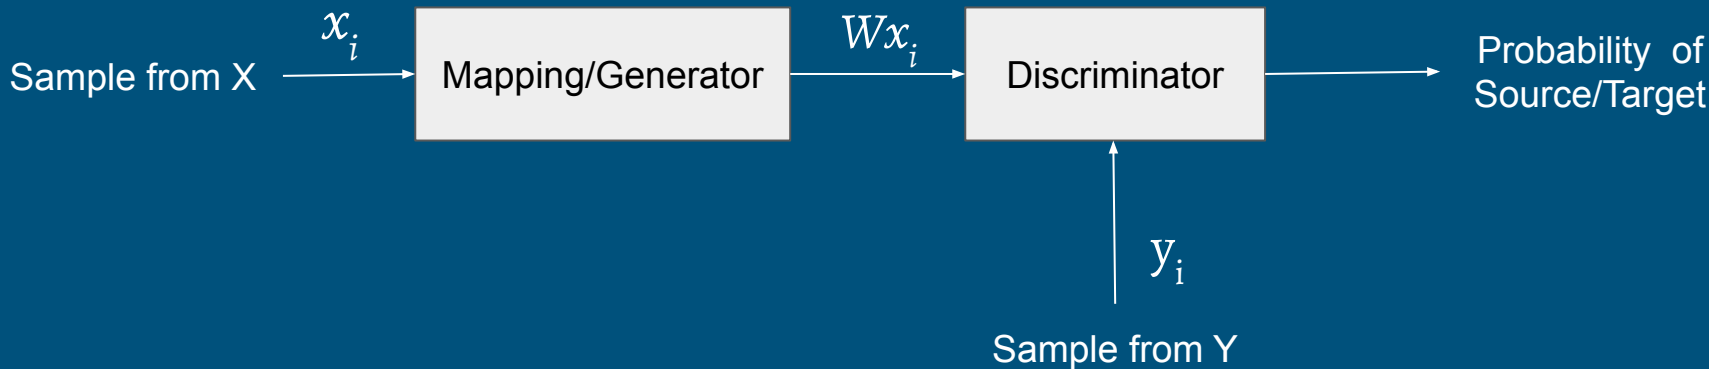 Sample from X
x_i
Mapping/Generator
Wx_i
Discriminator
Probability of
Source/Target
y_i
Sample from Y